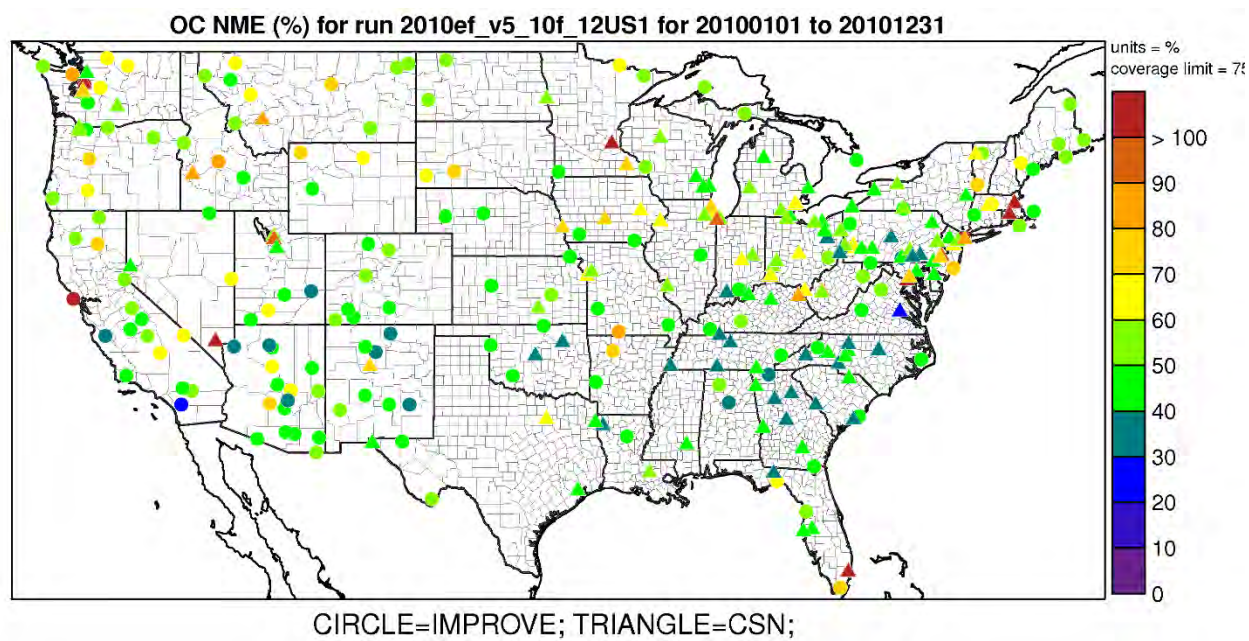 OC NME (%) for run 2010ef_v5_10f_12US1 for 20100101 to 20101231
units = %
coverage limit = 75
> 100
90
80
70
60
50
40
30
20
10
0
CIRCLE=IMPROVE; TRIANGLE=CSN;